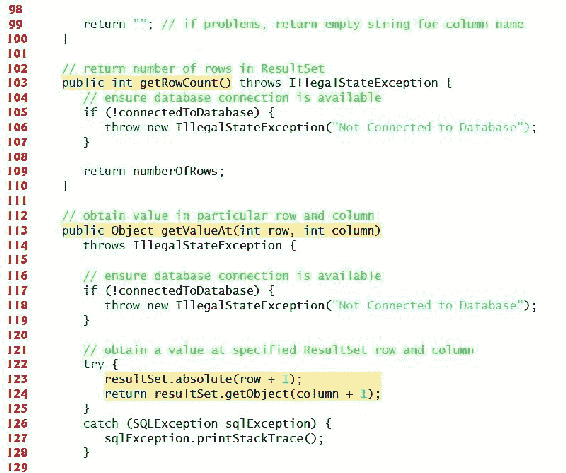 98
99 return ""; // if problems, return empty string for column name
100 }
101
102 // return number of rows in ResultSet
103 public int getRowCount() throws IllegalStateException {
104 // ensure database connection is available
105 if (!connectedToDatabase) {
106 throw new IllegalStateException("Not Connected to Database");
107 }
108
109 return numberOfRows;
110 }
111
112 // obtain value in particular row and column
113 public Object getValueAt(int row, int column)
114 throws IllegalStateException {
115
116 // ensure database connection is available
117 if (!connectedToDatabase) {
118 throw new IllegalStateException("Not Connected to Database");
119 }
120
121 // obtain a value at specified ResultSet row and column
122 try {
123 resultSet.absolute(row + 1);
124 return resultSet.getObject(column + 1);
125 }
126 catch (SQLException sqlException) {
127 sqlException.printStackTrace();
128 }
129